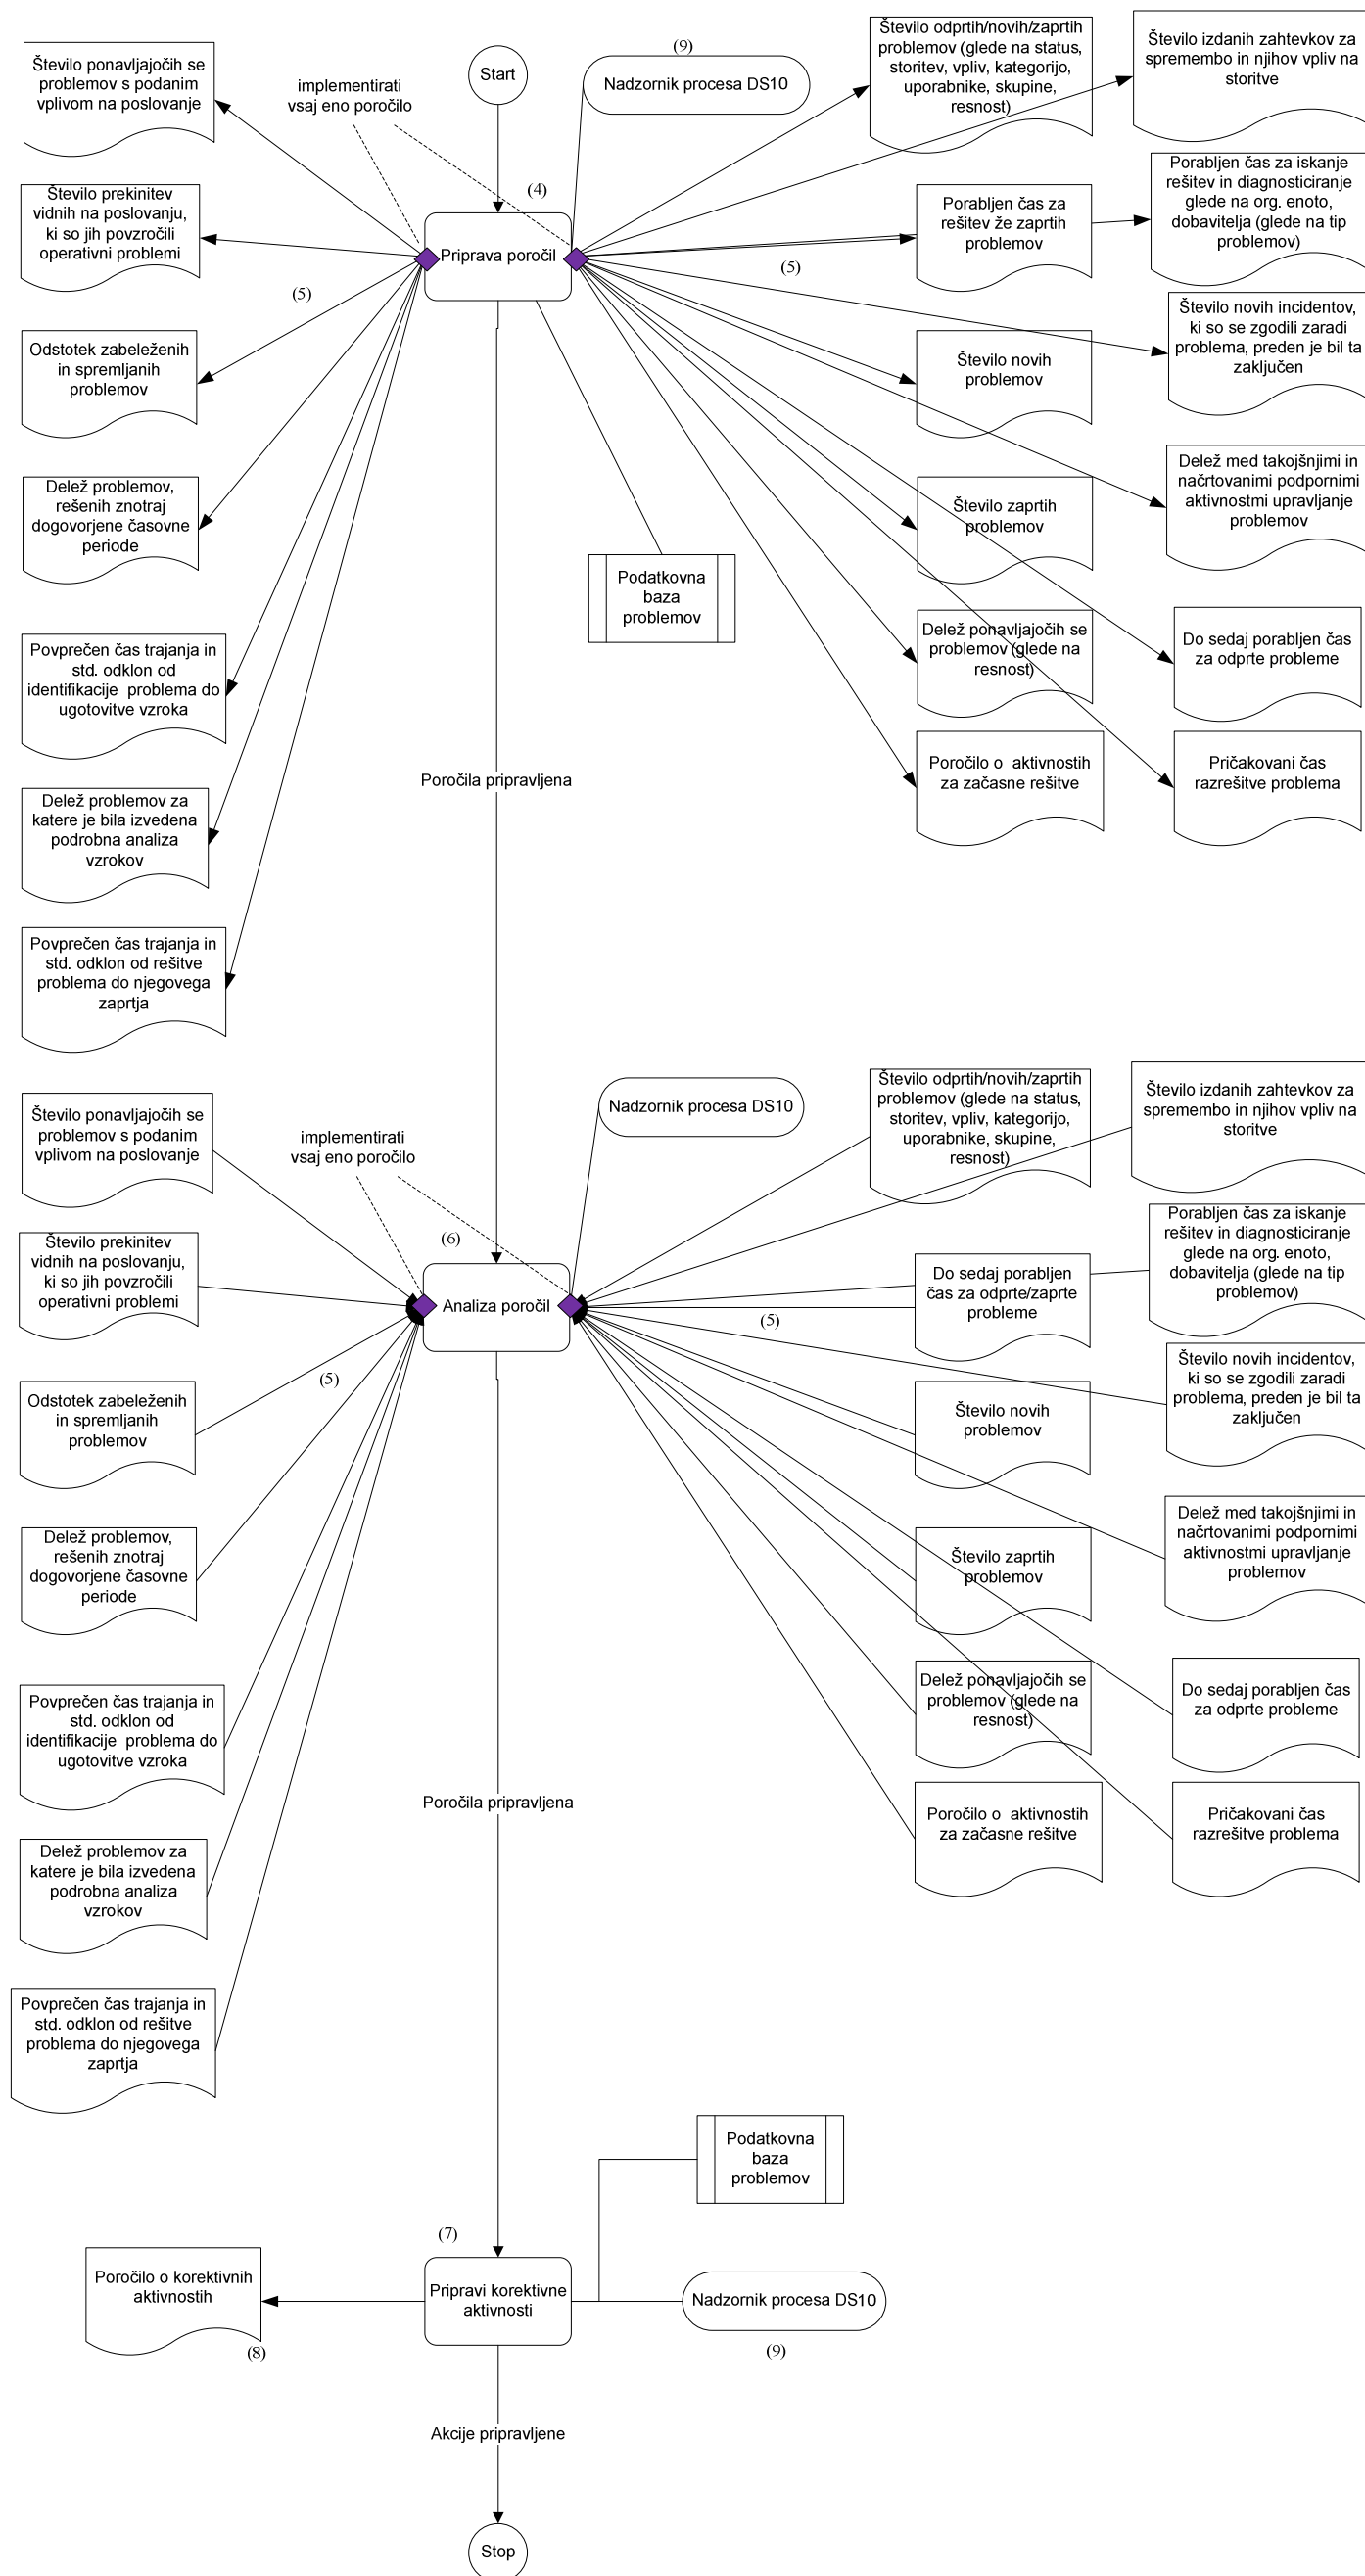 Število ponavljajočih se
problemov s podanim
vplivom na poslovanje
implementirati
vsaj eno poročilo
Start
(9)
Nadzornik procesa DS10
Število odprtih/novih/zaprtih
problemov (glede na status,
storitev, vpliv, kategorijo,
uporabnike, skupine,
resnost)
Število izdanih zahtevkov za
spremembo in njihov vpliv na
storitve
Število prekinitev
vidnih na poslovanju,
ki so jih povzročili
operativni problemi
(4)
Priprava poročil
Porabljen čas za
rešitev že zaprtih
problemov
Porabljen čas za iskanje
rešitev in diagnosticiranje
glede na org. enoto,
dobavitelja (glede na tip
problemov)
(5)
(5)
Odstotek zabeleženih
in spremljanih
problemov
Število novih
problemov
Število novih incidentov,
ki so se zgodili zaradi
problema, preden je bil ta
zaključen
Delež problemov,
rešenih znotraj
dogovorjene časovne
periode
Število zaprtih
problemov
Delež med takojšnjimi in
načrtovanimi podpornimi
aktivnostmi upravljanje
problemov
Podatkovna
baza
problemov
Povprečen čas trajanja in
std. odklon od
identifikacije  problema do
ugotovitve vzroka
Delež ponavljajočih se
problemov (glede na
resnost)
Do sedaj porabljen čas
za odprte probleme
Poročila pripravljena
Poročilo o  aktivnostih
za začasne rešitve
Pričakovani čas
razrešitve problema
Delež problemov za
katere je bila izvedena
podrobna analiza
vzrokov
Povprečen čas trajanja in
std. odklon od rešitve
problema do njegovega
zaprtja
Število ponavljajočih se
problemov s podanim
vplivom na poslovanje
implementirati
vsaj eno poročilo
Nadzornik procesa DS10
Število odprtih/novih/zaprtih
problemov (glede na status,
storitev, vpliv, kategorijo,
uporabnike, skupine,
resnost)
Število izdanih zahtevkov za
spremembo in njihov vpliv na
storitve
Število prekinitev
vidnih na poslovanju,
ki so jih povzročili
operativni problemi
(6)
Analiza poročil
Do sedaj porabljen
čas za odprte/zaprte
probleme
Porabljen čas za iskanje
rešitev in diagnosticiranje
glede na org. enoto,
dobavitelja (glede na tip
problemov)
(5)
(5)
Odstotek zabeleženih
in spremljanih
problemov
Število novih
problemov
Število novih incidentov,
ki so se zgodili zaradi
problema, preden je bil ta
zaključen
Delež problemov,
rešenih znotraj
dogovorjene časovne
periode
Število zaprtih
problemov
Delež med takojšnjimi in
načrtovanimi podpornimi
aktivnostmi upravljanje
problemov
Povprečen čas trajanja in
std. odklon od
identifikacije  problema do
ugotovitve vzroka
Delež ponavljajočih se
problemov (glede na
resnost)
Do sedaj porabljen čas
za odprte probleme
Poročila pripravljena
Poročilo o  aktivnostih
za začasne rešitve
Pričakovani čas
razrešitve problema
Delež problemov za
katere je bila izvedena
podrobna analiza
vzrokov
Povprečen čas trajanja in
std. odklon od rešitve
problema do njegovega
zaprtja
Podatkovna
baza
problemov
(7)
Poročilo o korektivnih
aktivnostih
(8)
Pripravi korektivne
aktivnosti
Nadzornik procesa DS10
(9)
Akcije pripravljene
Stop